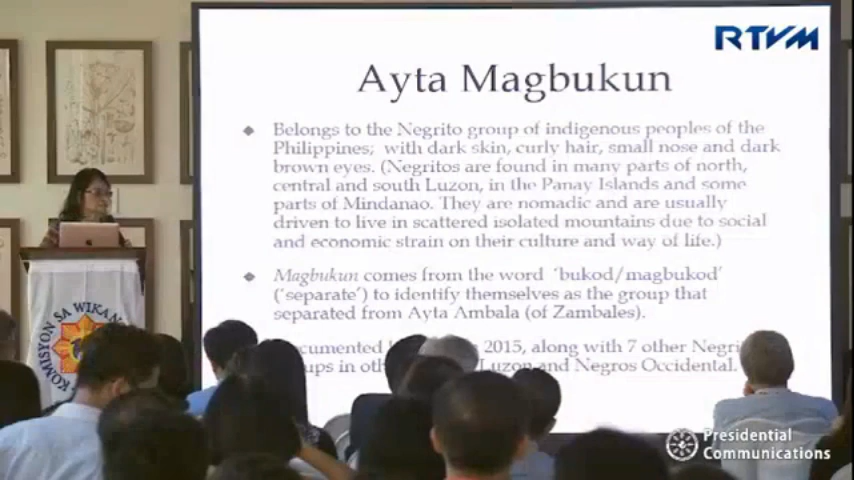 RTVM
Ayta Magbukun
Belongs to the Negrito group of indigenous peoples of the
Philippines; with dark skin, curly hair, small nose and dark
brown eyes. (Negritos are found in many parts of north,
central and south Luzon, in the Panay Islands and some
parts of Mindanao. They are nomadic and are usually
driven to live in scattered isolated mountains due to social
and economic strain on their culture and way of life.)
Magbukun comes from the word 'bukod/magbukod'
('separate') to identify themselves as the group that
separated from Ayta Ambala (of Zambales).
2015, along with 7 other
Luzon and Negros Occidental.
KOMISYON SA WIKANG
Presidential
Communications